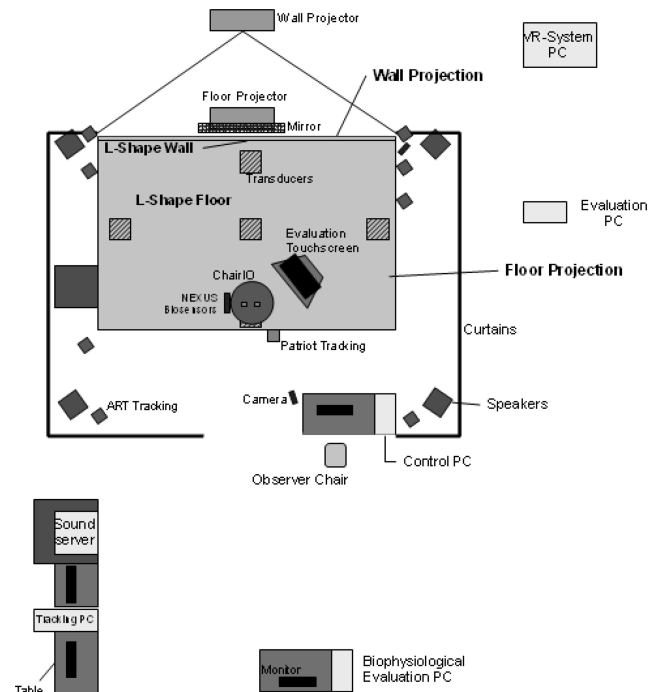 Wall Projector
VR-System
PC
Wall Projection
Floor Projector
Mirror
L-Shape Wall
Transducers
L-Shape Floor
Evaluation
PC
Evaluation
Touchscreen
ChairIO
Floor Projection
NEXUS
Biosensors
Curtains
Patriot Tracking
ART Tracking
Camera
Speakers
Control PC
Observer Chair
Sound
server
Tracking PC
Monitor
Biophysiological
Evaluation PC
Table